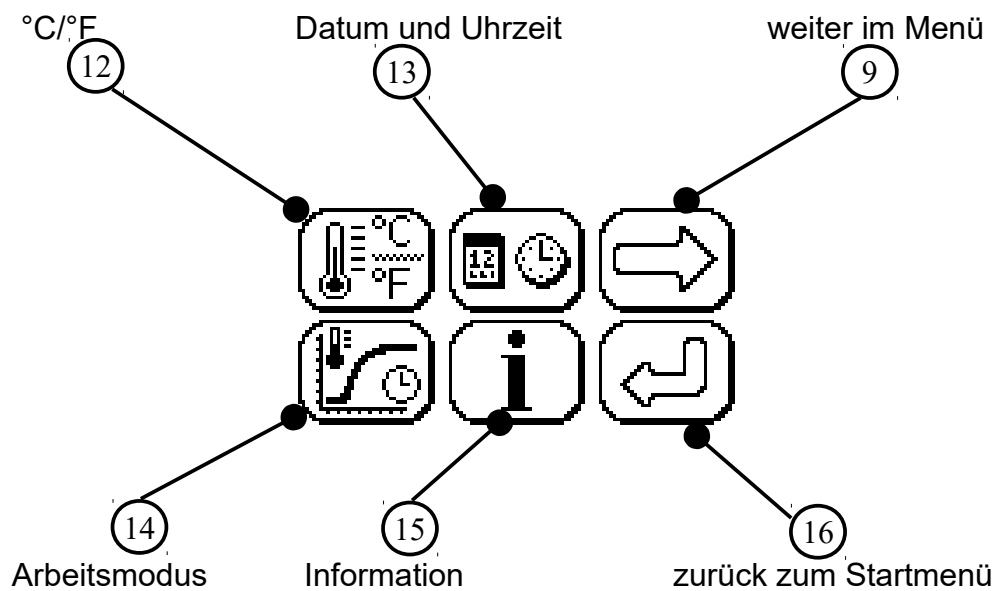 °C/°F
Datum und Uhrzeit
weiter im Menü
12
13
9
°C
°F
12
i
14
15
16
Arbeitsmodus
Information
zurück zum Startmenü